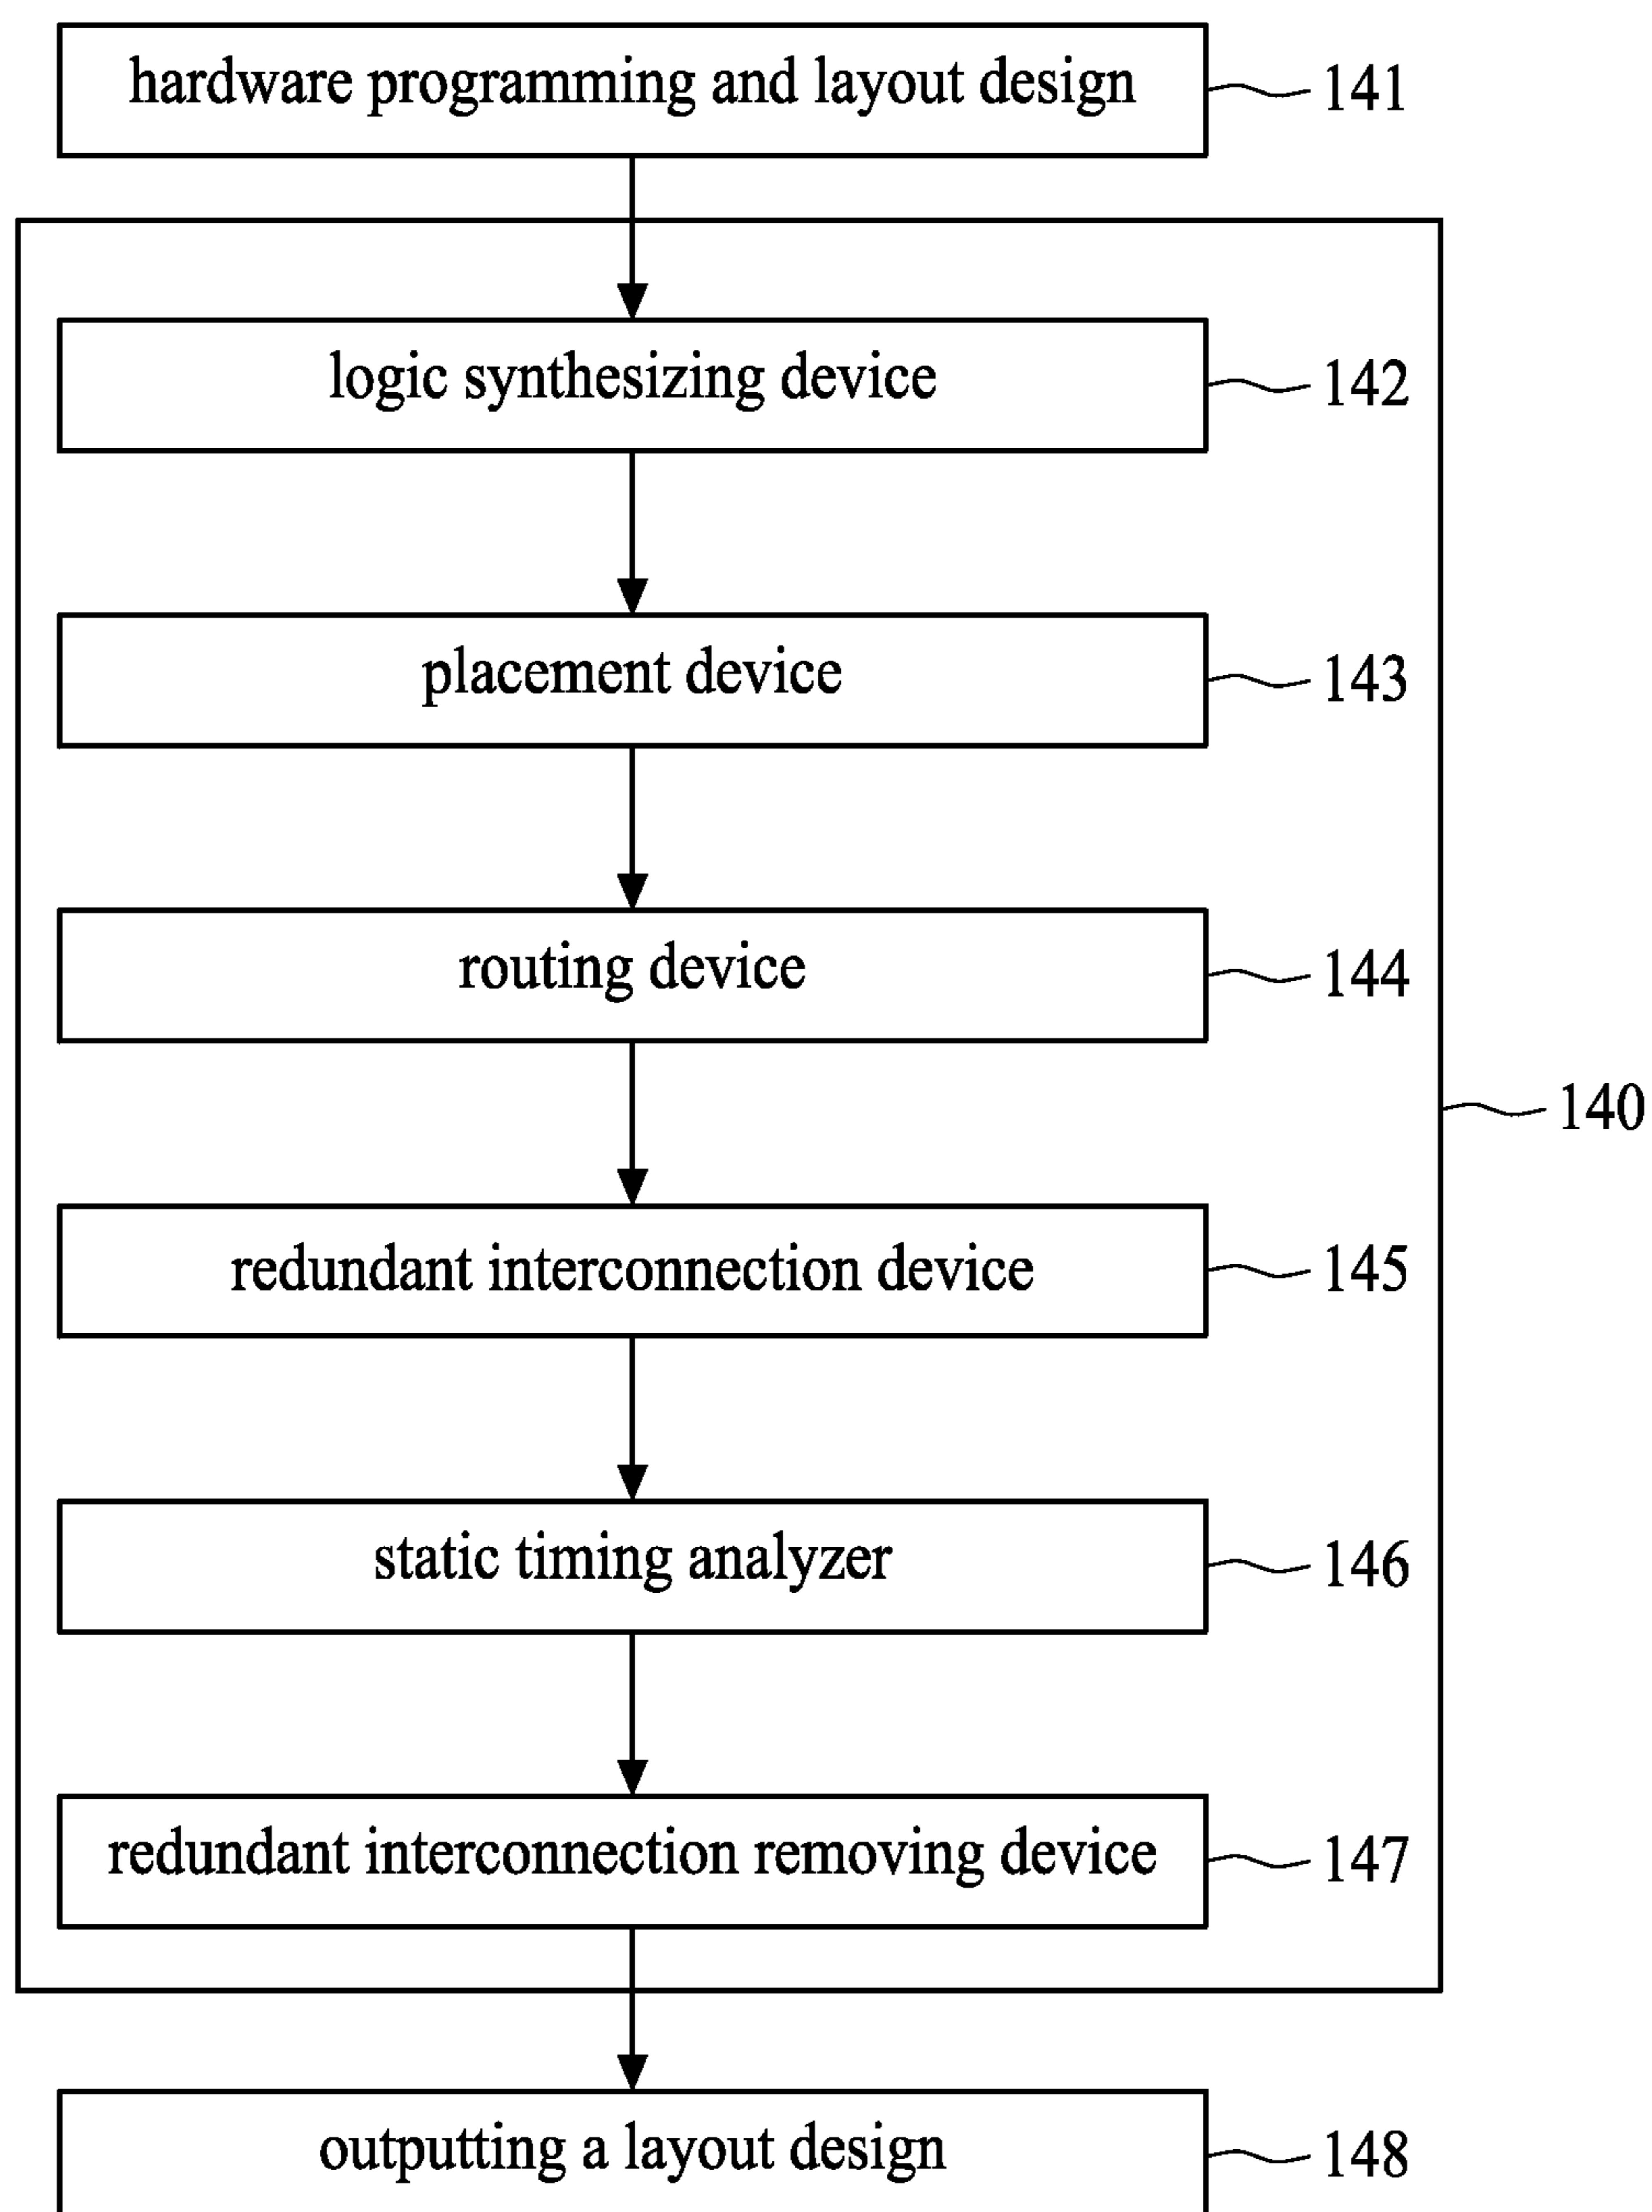 hardware programming and layout design 141
logic synthesizing device 142
placement device 143
routing device 144
140
redundant interconnection device 145
static timing analyzer 146
redundant interconnection removing device 147
outputting a layout design 148